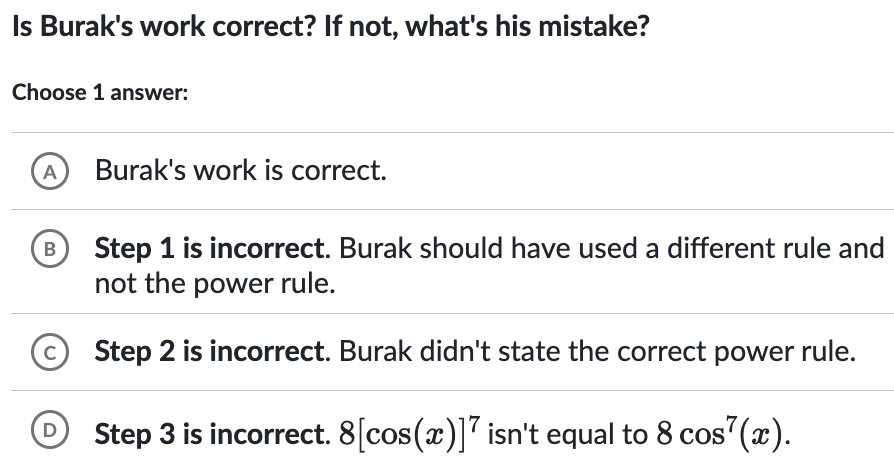 Is Burak's work correct? If not, what's his mistake?
Choose 1 answer:
A Burak's work is correct.
B Step 1 is incorrect. Burak should have used a different rule and
not the power rule.
C Step 2 is incorrect. Burak didn't state the correct power rule.
D Step 3 is incorrect. 8[cos(x)]⁷ isn't equal to 8 cos⁷(x).